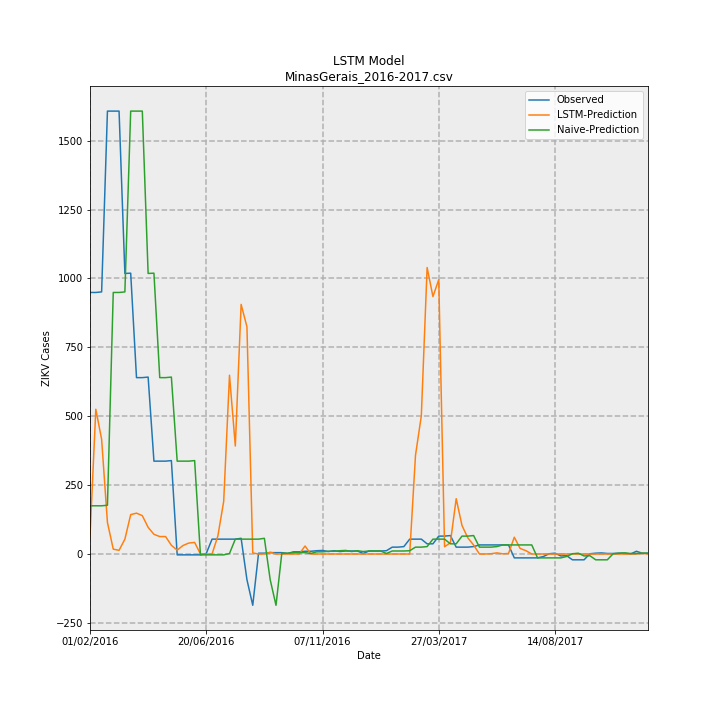 LSTM Model
MinasGerais_2016-2017.csv
Observed
LSTM-Prediction
Naive-Prediction
1500
1250
1000
750
500
250
0
−250
ZIKV Cases
01/02/2016
20/06/2016
07/11/2016
27/03/2017
14/08/2017
Date